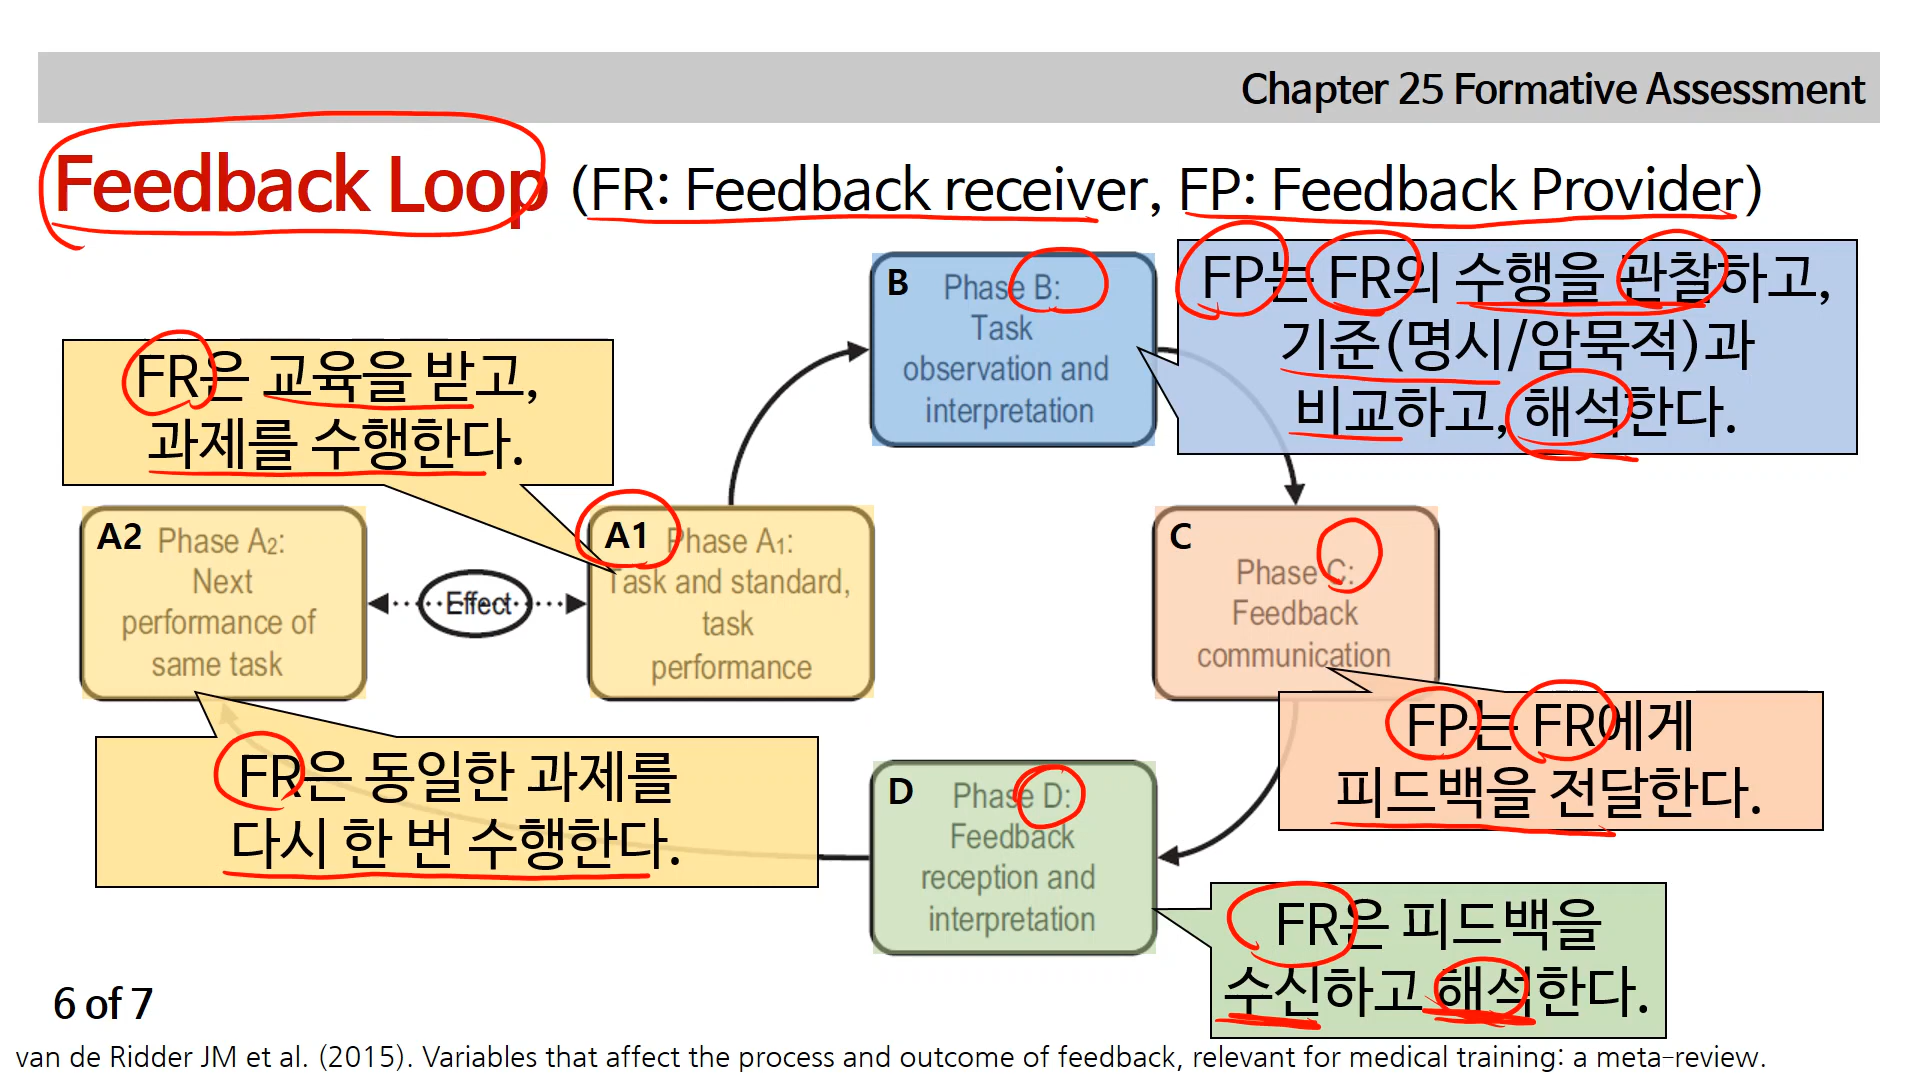 Chapter 25 Formative Assessment
Feedback Loop (FR: Feedback receiver, FP: Feedback Provider)
B Phase B:
Task
observation and
interpretation
FP는 FR의 수행을 관찰하고,
기준(명시/암묵적)과
비교하고, 해석한다.
FR은 교육을 받고,
과제를 수행한다.
A2 Phase A2:
Next
performance of
same task
Effect
A1 Phase A1:
Task and standard,
task
performance
C
Phase C:
Feedback
communication
FP는 FR에게
피드백을 전달한다.
FR은 동일한 과제를
다시 한 번 수행한다.
D Phase D:
Feedback
reception and
interpretation
FR은 피드백을
수신하고 해석한다.
6 of 7
van de Ridder JM et al. (2015). Variables that affect the process and outcome of feedback, relevant for medical training: a meta-review.